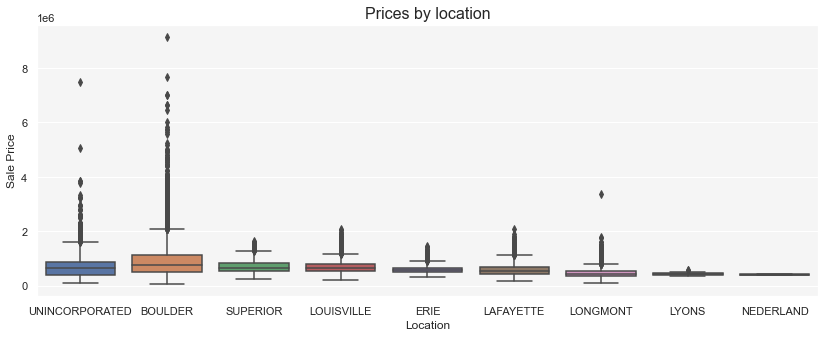 Prices by location
1e6
8
6
4
2
0
Sale Price
UNINCORPORATED BOULDER SUPERIOR LOUISVILLE ERIE LAFAYETTE LONGMONT LYONS NEDERLAND
Location